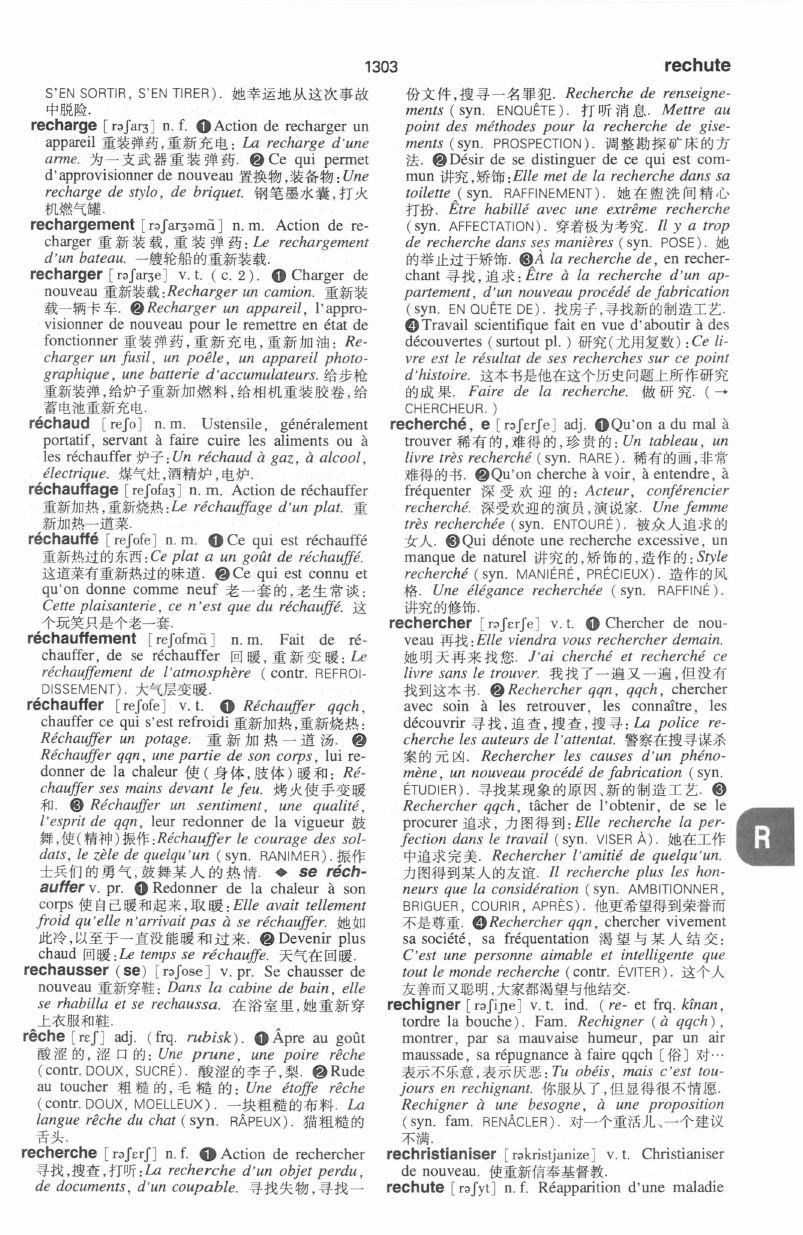 1303
rechute
S'EN SORTIR, S'EN TIRER). 她幸运地从这次事故
中脱险.
recharge [rəʃarʒ] n. f. ❶Action de recharger un
appareil 重装弹药,重新充电: La recharge d'une
arme. 为一支武器重装弹药. ❷Ce qui permet
d'approvisionner de nouveau 置换物,装备物:Une
recharge de stylo, de briquet. 钢笔墨水囊,打火
机燃气罐.
rechargement [rəʃarʒəmɑ̃] n. m. Action de re-
charger 重新装载,重装弹药: Le rechargement
d'un bateau. 一艘轮船的重新装载.
recharger [rəʃarʒe] v. t. (c. 2). ❶ Charger de
nouveau 重新装载:Recharger un camion. 重新装
载一辆卡车. ❷Recharger un appareil, l'appro-
visionner de nouveau pour le remettre en état de
fonctionner 重装弹药,重新充电,重新加油: Re-
charger un fusil, un poêle, un appareil photo-
graphique, une batterie d'accumulateurs. 给步枪
重新装弹,给炉子重新加燃料,给相机重装胶卷,给
蓄电池重新充电.
réchaud [reʃo] n. m. Ustensile, généralement
portatif, servant à faire cuire les aliments ou à
les réchauffer 炉子:Un réchaud à gaz, à alcool,
électrique. 煤气灶,酒精炉,电炉.
réchauffage [reʃofaʒ] n. m. Action de réchauffer
重新加热,重新烧热:Le réchauffage d'un plat. 重
新加热一道菜.
réchauffé [reʃofe] n. m. ❶Ce qui est réchauffé
重新热过的东西:Ce plat a un goût de réchauffé.
这道菜有重新热过的味道. ❷Ce qui est connu et
qu'on donne comme neuf 老一套的,老生常谈:
Cette plaisanterie, ce n'est que du réchauffé. 这
个玩笑只是个老一套.
réchauffement [reʃofmɑ̃] n. m. Fait de ré-
chauffer, de se réchauffer 回暖,重新变暖: Le
réchauffement de l'atmosphère (contr. REFROI-
DISSEMENT). 大气层变暖.
réchauffer [reʃofe] v. t. ❶ Réchauffer qqch,
chauffer ce qui s'est refroidi 重新加热,重新烧热:
Réchauffer un potage. 重新加热一道汤. ❷
Réchauffer qqn, une partie de son corps, lui re-
donner de la chaleur 使(身体,肢体)暖和: Ré-
chauffer ses mains devant le feu. 烤火使手变暖
和. ❸ Réchauffer un sentiment, une qualité,
l'esprit de qqn, leur redonner de la vigueur 鼓
舞,使(精神)振作:Réchauffer le courage des sol-
dats, le zèle de quelqu'un (syn. RANIMER). 振作
士兵们的勇气,鼓舞某人的热情. ◆ se réch-
auffer v. pr. ❶Redonner de la chaleur à son
corps 使自己暖和起来,取暖:Elle avait tellement
froid qu'elle n'arrivait pas à se réchauffer. 她如
此冷,以至于一直没能暖和过来. ❷Devenir plus
chaud 回暖:Le temps se réchauffe. 天气在回暖.
rechausser (se) [rəʃose] v. pr. Se chausser de
nouveau 重新穿鞋: Dans la cabine de bain, elle
se rhabilla et se rechaussa. 在浴室里,她重新穿
上衣服和鞋.
rêche [rɛʃ] adj. (frq. rubisk). ❶Âpre au goût
酸涩的,涩口的: Une prune, une poire rêche
(contr. DOUX, SUCRÉ). 酸涩的李子,梨. ❷Rude
au toucher 粗糙的,毛糙的: Une étoffe rêche
(contr. DOUX, MOELLEUX). 一块粗糙的布料. La
langue rêche du chat (syn. RÂPEUX). 猫粗糙的
舌头.
recherche [rəʃɛrʃ] n. f. ❶Action de rechercher
寻找,搜查,打听:La recherche d'un objet perdu,
de documents, d'un coupable. 寻找失物,寻找一
份文件,搜寻一名罪犯. Recherche de renseigne-
ments (syn. ENQUÊTE). 打听消息. Mettre au
point des méthodes pour la recherche de gise-
ments (syn. PROSPECTION). 调整勘探矿床的方
法. ❷Désir de se distinguer de ce qui est com-
mun 讲究,矫饰:Elle met de la recherche dans sa
toilette (syn. RAFFINEMENT). 她在盥洗间精心
打扮. Être habillé avec une extrême recherche
(syn. AFFECTATION). 穿着极为考究. Il y a trop
de recherche dans ses manières (syn. POSE). 她
的举止过于矫饰. ❸À la recherche de, en recher-
chant 寻找,追求:Être à la recherche d'un ap-
partement, d'un nouveau procédé de fabrication
(syn. EN QUÊTE DE). 找房子,寻找新的制造工艺.
❹Travail scientifique fait en vue d'aboutir à des
découvertes (surtout pl.) 研究(尤用复数):Ce li-
vre est le résultat de ses recherches sur ce point
d'histoire. 这本书是他在这个历史问题上所作研究
的成果. Faire de la recherche. 做研究. (→
CHERCHEUR.)
recherché, e [rəʃɛrʃe] adj. ❶Qu'on a du mal à
trouver 稀有的,难得的,珍贵的: Un tableau, un
livre très recherché (syn. RARE). 稀有的画,非常
难得的书. ❷Qu'on cherche à voir, à entendre, à
fréquenter 深受欢迎的: Acteur, conférencier
recherché. 深受欢迎的演员,演说家. Une femme
très recherchée (syn. ENTOURÉ). 被众人追求的
女人. ❸Qui dénote une recherche excessive, un
manque de naturel 讲究的,矫饰的,造作的:Style
recherché (syn. MANIÉRÉ, PRÉCIEUX). 造作的风
格. Une élégance recherchée (syn. RAFFINÉ).
讲究的修饰.
rechercher [rəʃɛrʃe] v. t. ❶ Chercher de nou-
veau 再找:Elle viendra vous rechercher demain.
她明天再来找您. J'ai cherché et recherché ce
livre sans le trouver. 我找了一遍又一遍,但没有
找到这本书. ❷Rechercher qqn, qqch, chercher
avec soin à les retrouver, les connaître, les
découvrir 寻找,追查,搜查,搜寻: La police re-
cherche les auteurs de l'attentat. 警察在搜寻谋杀
案的元凶. Rechercher les causes d'un phéno-
mène, un nouveau procédé de fabrication (syn.
ÉTUDIER). 寻找某现象的原因、新的制造工艺. ❸
Rechercher qqch, tâcher de l'obtenir, de se le
procurer 追求, 力图得到:Elle recherche la per-
fection dans le travail (syn. VISER À). 她在工作
中追求完美. Rechercher l'amitié de quelqu'un.
力图得到某人的友谊. Il recherche plus les hon-
neurs que la considération (syn. AMBITIONNER,
BRIGUER, COURIR, APRÈS). 他更希望得到荣誉而
不是尊重. ❹Rechercher qqn, chercher vivement
sa société, sa fréquentation 渴望与某人结交:
C'est une personne aimable et intelligente que
tout le monde recherche (contr. ÉVITER). 这个人
友善而又聪明,大家都渴望与他结交.
rechigner [rəʃiɲe] v. t. ind. (re- et frq. kînan,
tordre la bouche). Fam. Rechigner (à qqch),
montrer, par sa mauvaise humeur, par un air
maussade, sa répugnance à faire qqch [俗] 对…
表示不乐意,表示厌恶:Tu obéis, mais c'est tou-
jours en rechignant. 你服从了,但显得很不情愿.
Rechigner à une besogne, à une proposition
(syn. fam. RENÂCLER). 对一个重活儿、一个建议
不满.
rechristianiser [rəkristjanize] v. t. Christianiser
de nouveau. 使重新信奉基督教.
rechute [rəʃyt] n. f. Réapparition d'une maladie
R